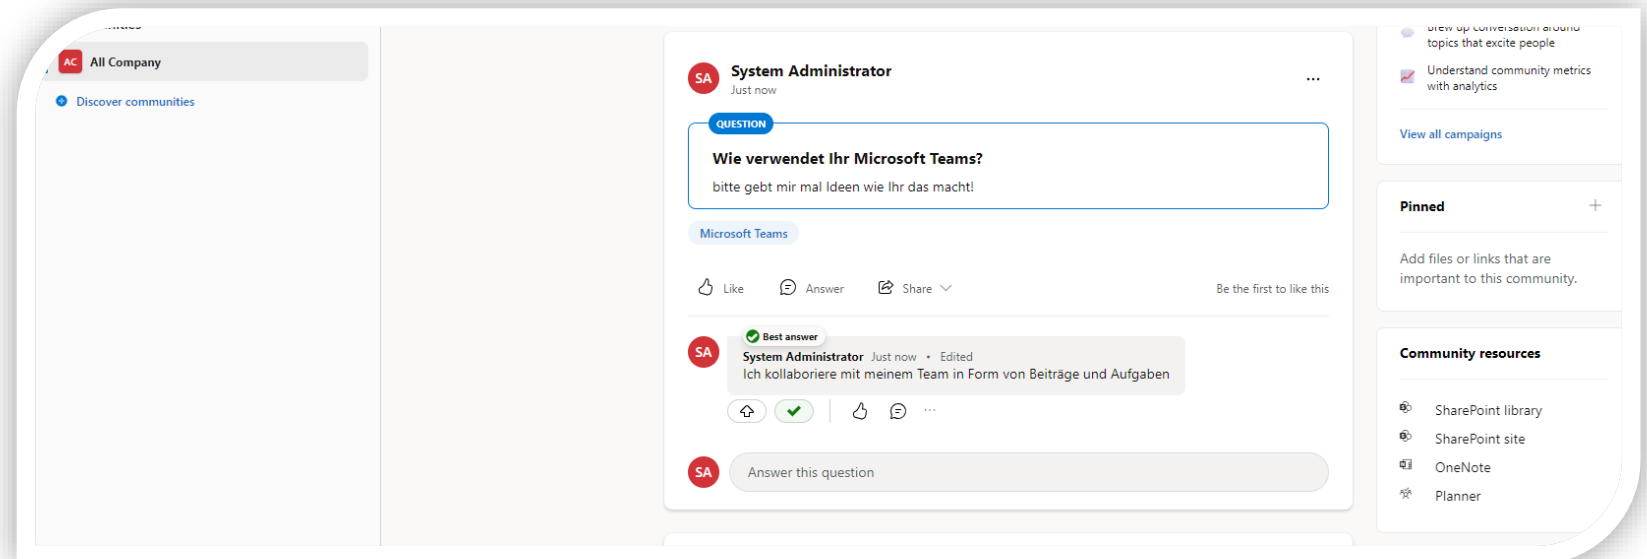 AC All Company
Discover communities
SA System Administrator
Just now
QUESTION
Wie verwendet Ihr Microsoft Teams?
bitte gebt mir mal Ideen wie Ihr das macht!
Microsoft Teams
Like Answer Share Be the first to like this
Best answer
SA System Administrator Just now • Edited
Ich kollaboriere mit meinem Team in Form von Beiträge und Aufgaben
SA Answer this question
Brew up conversation around
topics that excite people
Understand community metrics
with analytics
View all campaigns
Pinned
Add files or links that are
important to this community.
Community resources
SharePoint library
SharePoint site
OneNote
Planner